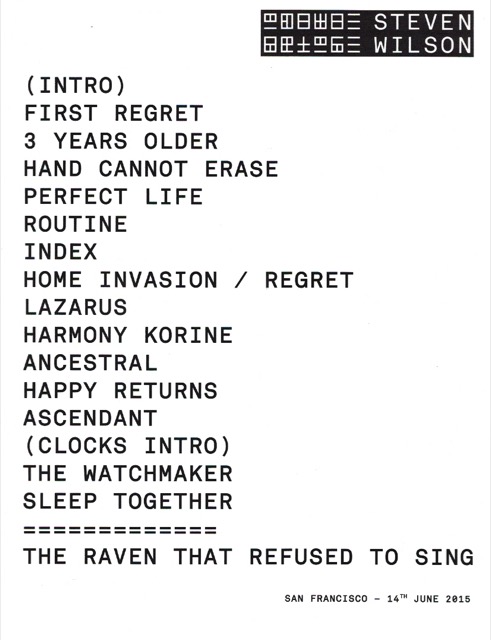 STEVEN
WILSON
(INTRO)
FIRST REGRET
3 YEARS OLDER
HAND CANNOT ERASE
PERFECT LIFE
ROUTINE
INDEX
HOME INVASION / REGRET
LAZARUS
HARMONY KORINE
ANCESTRAL
HAPPY RETURNS
ASCENDANT
(CLOCKS INTRO)
THE WATCHMAKER
SLEEP TOGETHER
=============
THE RAVEN THAT REFUSED TO SING
SAN FRANCISCO – 14TH JUNE 2015